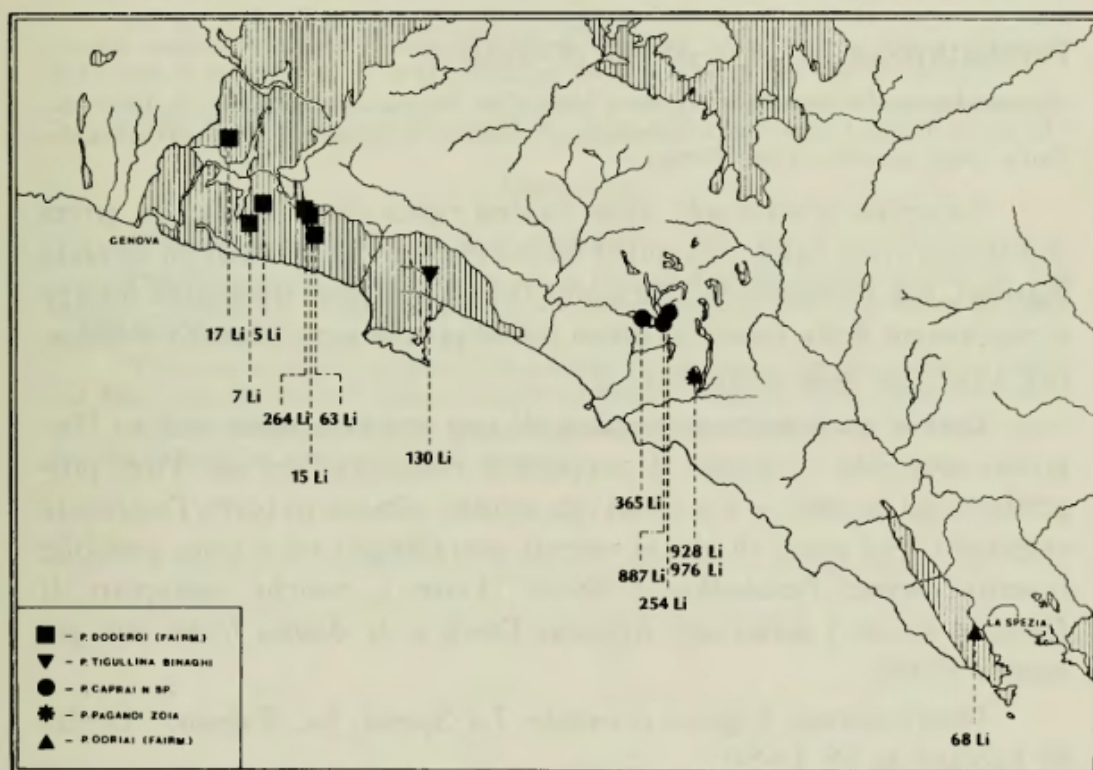 GENOVA
17 Li
5 Li
7 Li
264 Li
63 Li
15 Li
130 Li
365 Li
928 Li
887 Li
976 Li
254 Li
LA SPEZIA
68 Li
– P. DODEROI (FAIRM.)
– P. TIGULLINA BINAGHI
– P. CAPRAI N SP.
– P. PAGANOI ZOIA
– P. ODRIAI (FAIRM.)